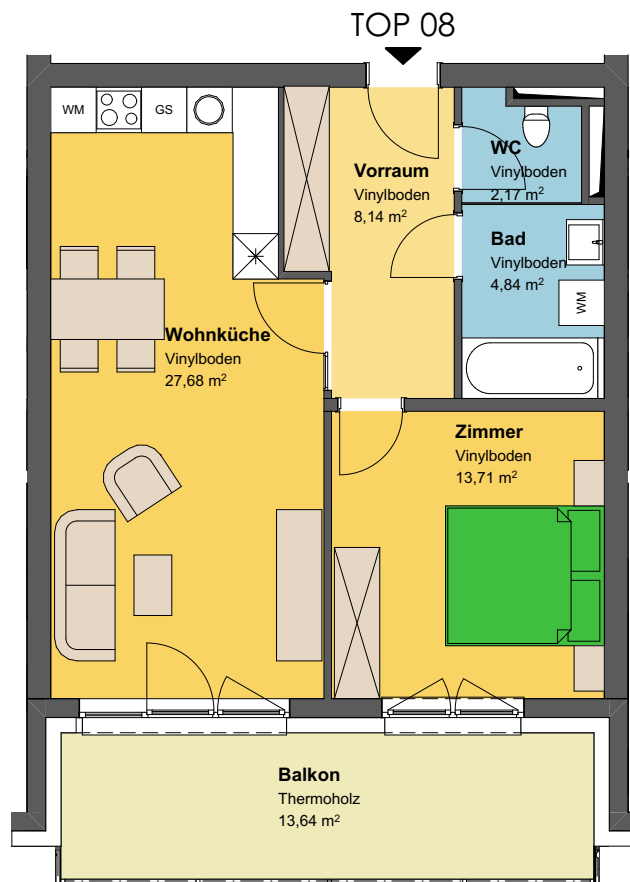 TOP 08
WM
GS
Vorraum
Vinylboden
8,14 m²
WC
Vinylboden
2,17 m²
Bad
Vinylboden
4,84 m²
WM
Wohnküche
Vinylboden
27,68 m²
Zimmer
Vinylboden
13,71 m²
Balkon
Thermoholz
13,64 m²